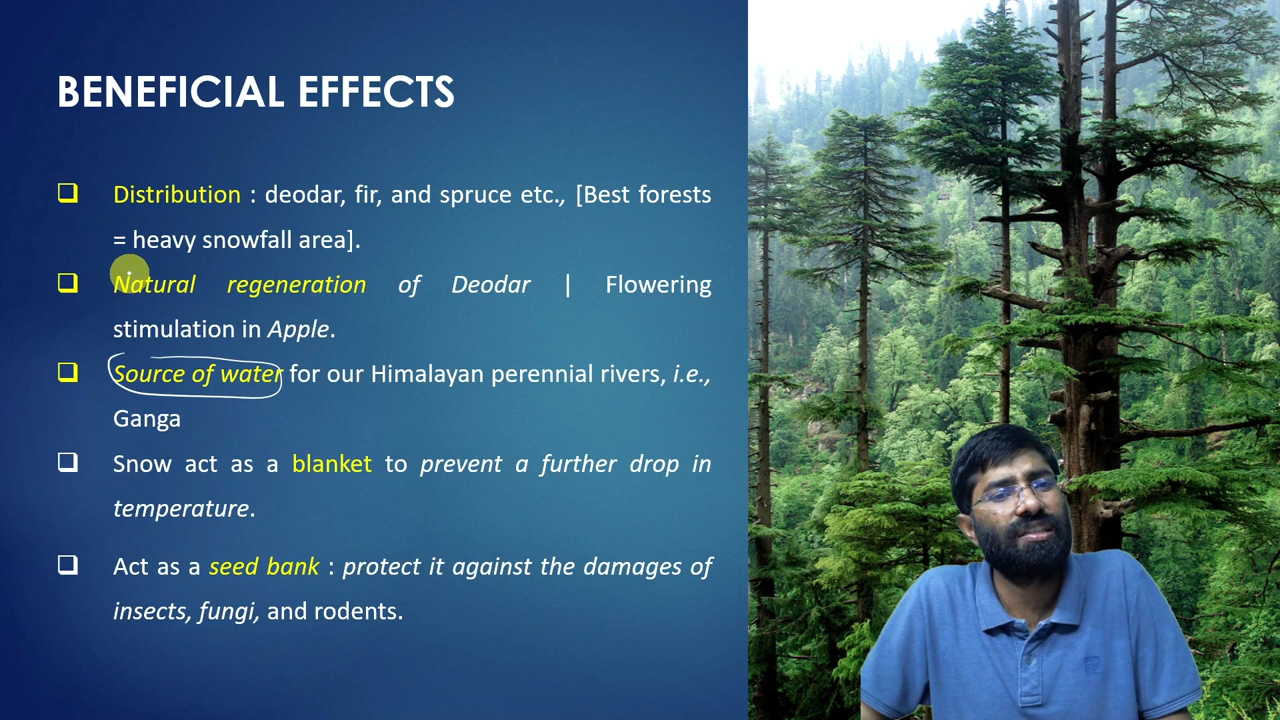 BENEFICIAL EFFECTS
Distribution : deodar, fir, and spruce etc., [Best forests
= heavy snowfall area].
Natural regeneration of Deodar | Flowering
stimulation in Apple.
Source of water for our Himalayan perennial rivers, i.e.,
Ganga
Snow act as a blanket to prevent a further drop in
temperature.
Act as a seed bank : protect it against the damages of
insects, fungi, and rodents.